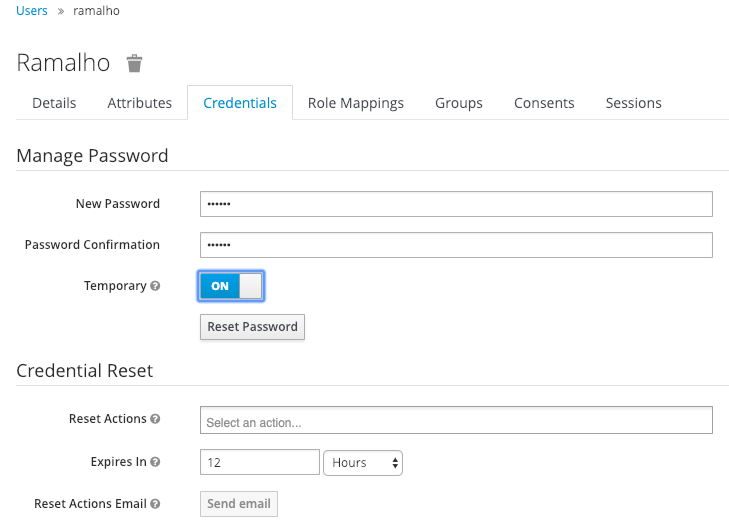 Users » ramalho
Ramalho
Details Attributes Credentials Role Mappings Groups Consents Sessions
Manage Password
New Password ••••••
Password Confirmation ••••••
Temporary ? ON
Reset Password
Credential Reset
Reset Actions ? Select an action...
Expires In ? 12 Hours
Reset Actions Email ? Send email